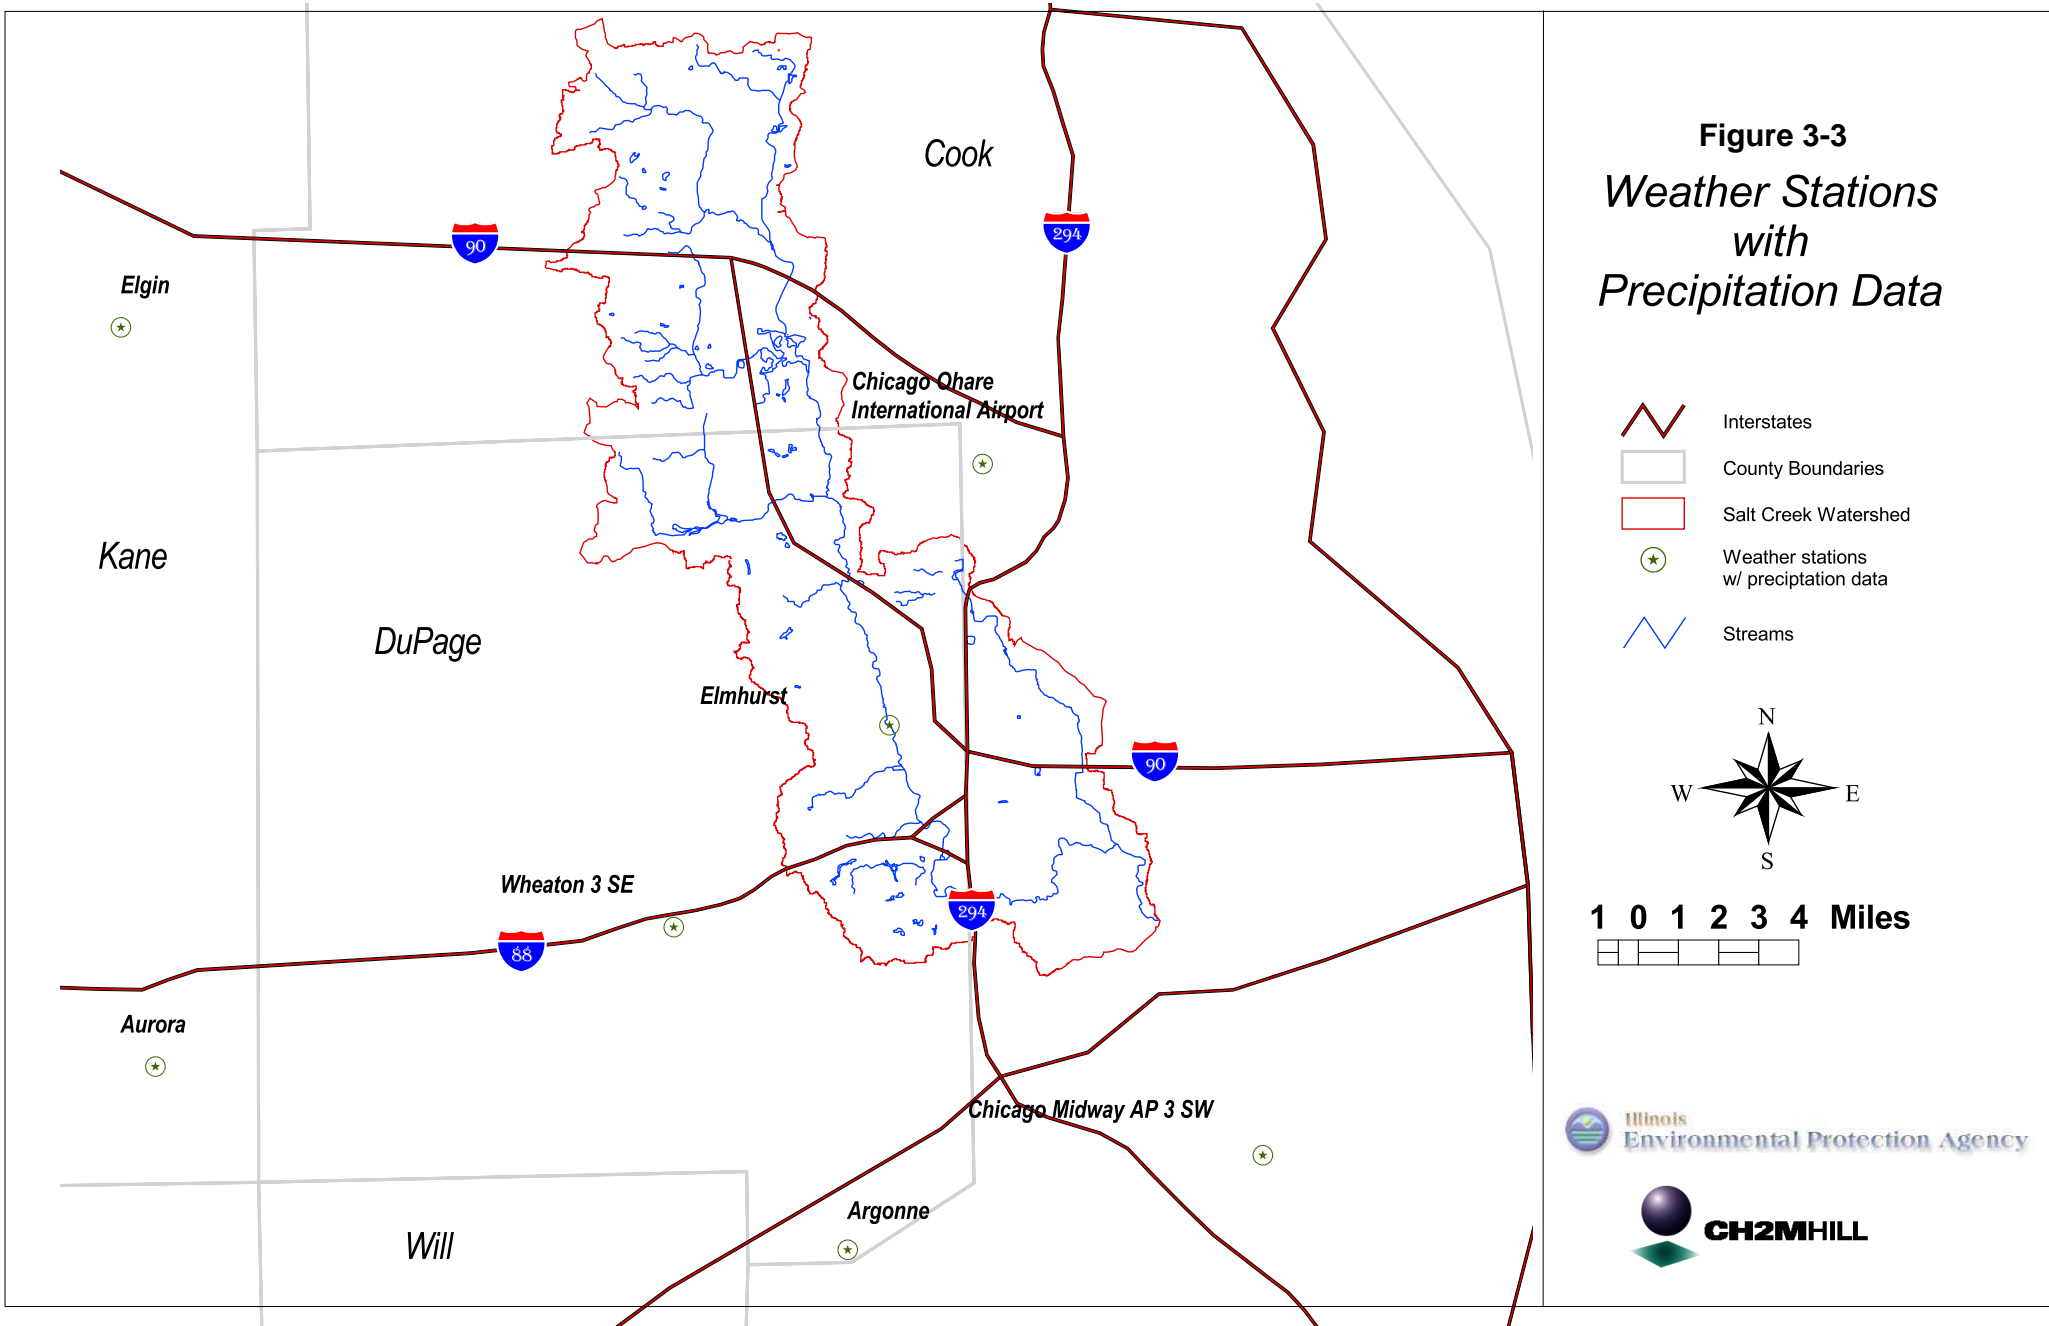 Cook
90
294
Elgin
Chicago Ohare
International Airport
Kane
DuPage
Elmhurst
90
Wheaton 3 SE
294
88
Aurora
Chicago Midway AP 3 SW
Argonne
Will
Figure 3-3
Weather Stations
with
Precipitation Data
Interstates
County Boundaries
Salt Creek Watershed
Weather stations
w/ preciptation data
Streams
N
W E
S
1 0 1 2 3 4 Miles
Illinois
Environmental Protection Agency
CH2MHILL